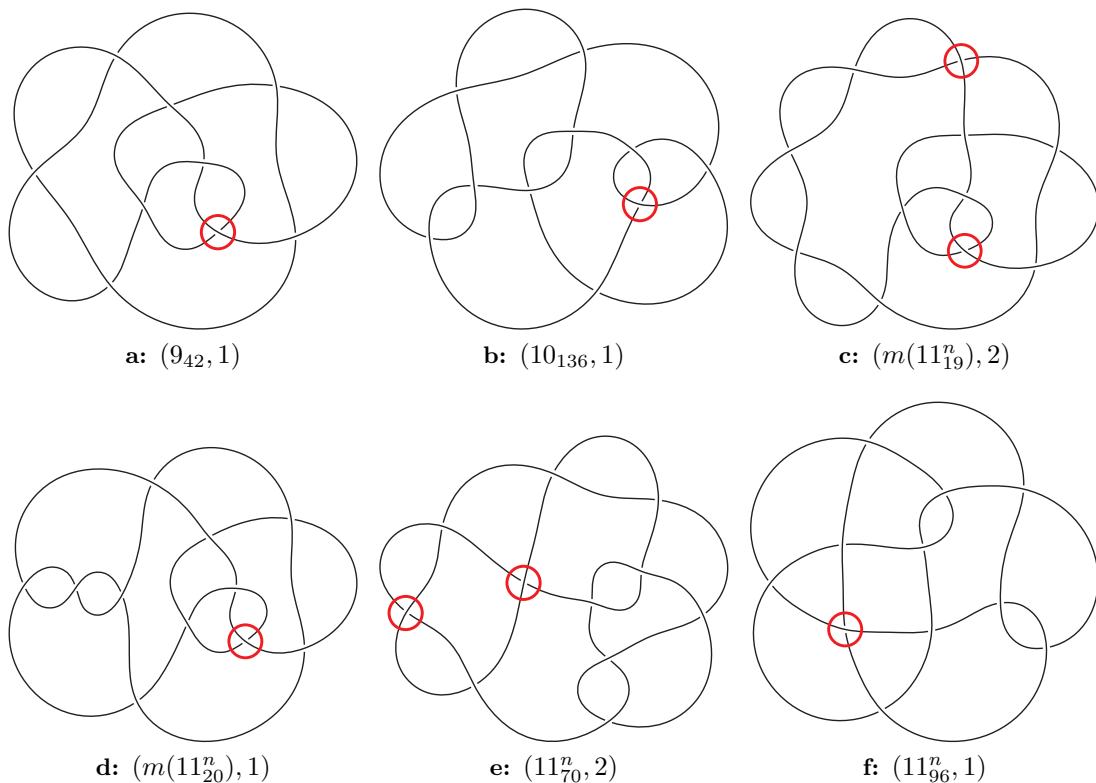 a: (9_{42}, 1)
b: (10_{136}, 1)
c: (m(11^n_{19}), 2)
d: (m(11^n_{20}), 1)
e: (11^n_{70}, 2)
f: (11^n_{96}, 1)